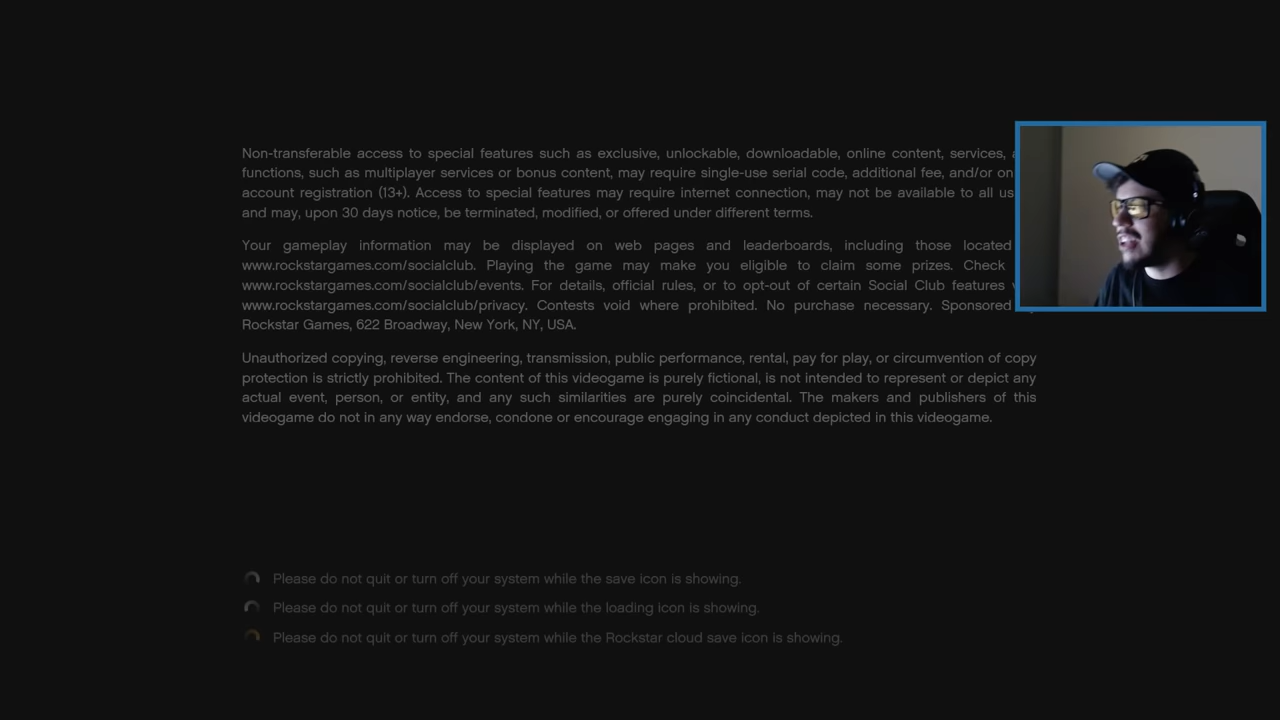 Non-transferable access to special features such as exclusive, unlockable, downloadable, online content, services,
functions, such as multiplayer services or bonus content, may require single-use serial code, additional fee, and/or
account registration (13+). Access to special features may require internet connection, may not be available to all
and may, upon 30 days notice, be terminated, modified, or offered under different terms.
Your gameplay information may be displayed on web pages and leaderboards, including those located
www.rockstargames.com/socialclub. Playing the game may make you eligible to claim some prizes. Check
www.rockstargames.com/socialclub/events. For details, official rules, or to opt-out of certain Social Club features
www.rockstargames.com/socialclub/privacy. Contests void where prohibited. No purchase necessary. Sponsored
Rockstar Games, 622 Broadway, New York, NY, USA.
Unauthorized copying, reverse engineering, transmission, public performance, rental, pay for play, or circumvention of copy
protection is strictly prohibited. The content of this videogame is purely fictional, is not intended to represent or depict any
actual event, person, or entity, and any such similarities are purely coincidental. The makers and publishers of this
videogame do not in any way endorse, condone or encourage engaging in any conduct depicted in this videogame.
Please do not quit or turn off your system while the save icon is showing.
Please do not quit or turn off your system while the loading icon is showing.
Please do not quit or turn off your system while the Rockstar cloud save icon is showing.